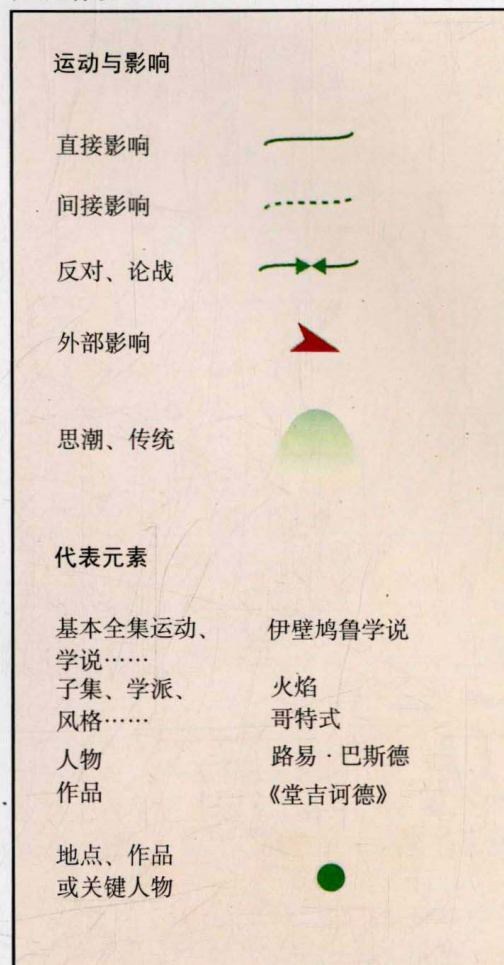 运动与影响
直接影响
间接影响
反对、论战
外部影响
思潮、传统
代表元素
基本全集运动、 伊壁鸠鲁学说
学说……
子集、学派、 火焰
风格…… 哥特式
人物 路易·巴斯德
作品 《堂吉诃德》
地点、作品
或关键人物